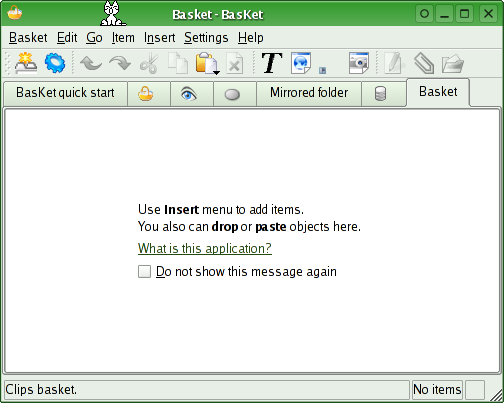 Basket - BasKet
Basket Edit Go Item Insert Settings Help
T
BasKet quick start Mirrored folder Basket
Use Insert menu to add items.
You also can drop or paste objects here.
What is this application?
Do not show this message again
Clips basket. No items